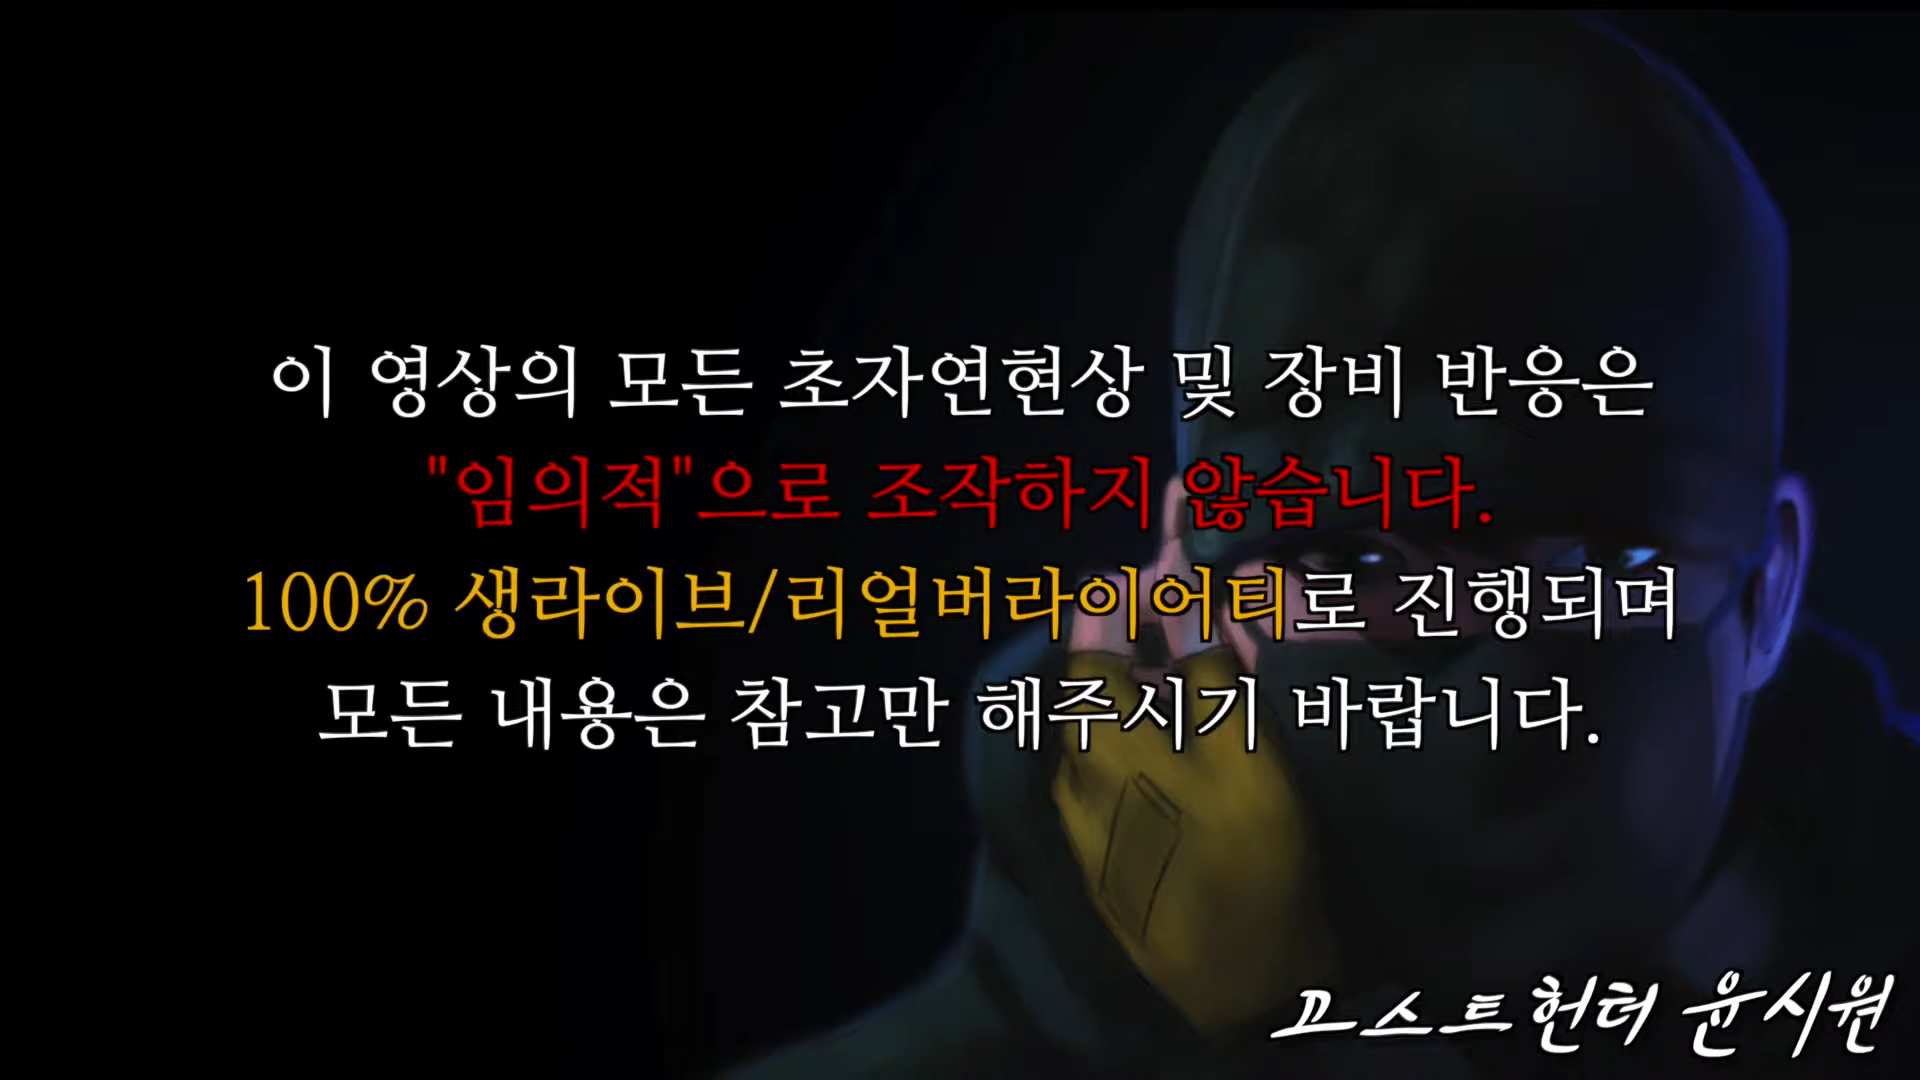 이 영상의 모든 초자연현상 및 장비 반응은
"임의적"으로 조작하지 않습니다.
100% 생라이브/리얼버라이어티로 진행되며
모든 내용은 참고만 해주시기 바랍니다.
고스트헌터 윤시원